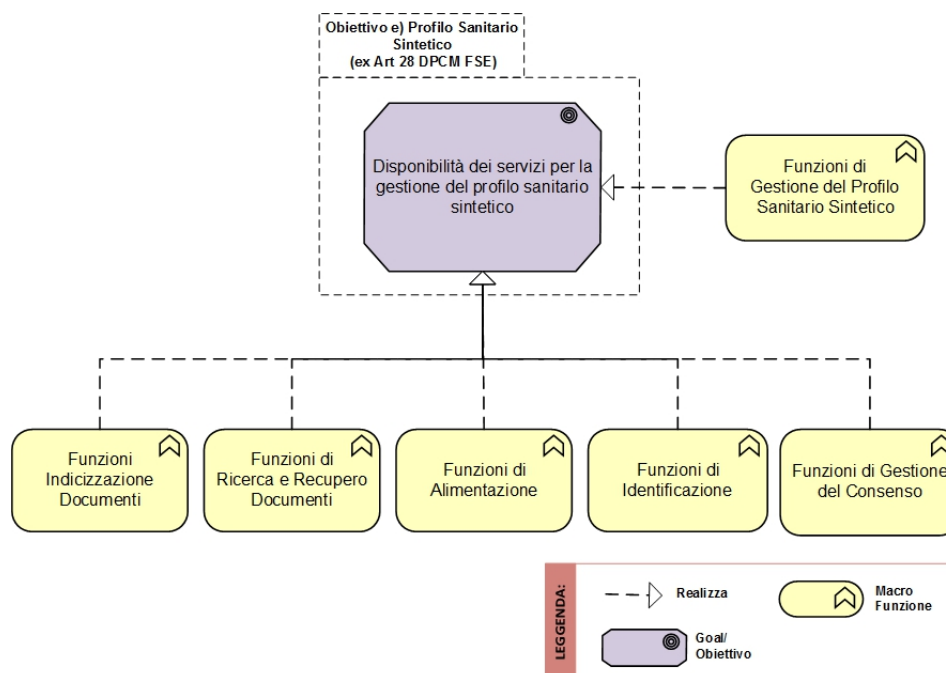 Obiettivo e) Profilo Sanitario
Sintetico
(ex Art 28 DPCM FSE)
Disponibilità dei servizi per la
gestione del profilo sanitario
sintetico
Funzioni di
Gestione del Profilo
Sanitario Sintetico
Funzioni
Indicizzazione
Documenti
Funzioni di
Ricerca e Recupero
Documenti
Funzioni di
Alimentazione
Funzioni di
Identificazione
Funzioni di Gestione
del Consenso
LEGGENDA:
Realizza
Macro
Funzione
Goal/
Obiettivo